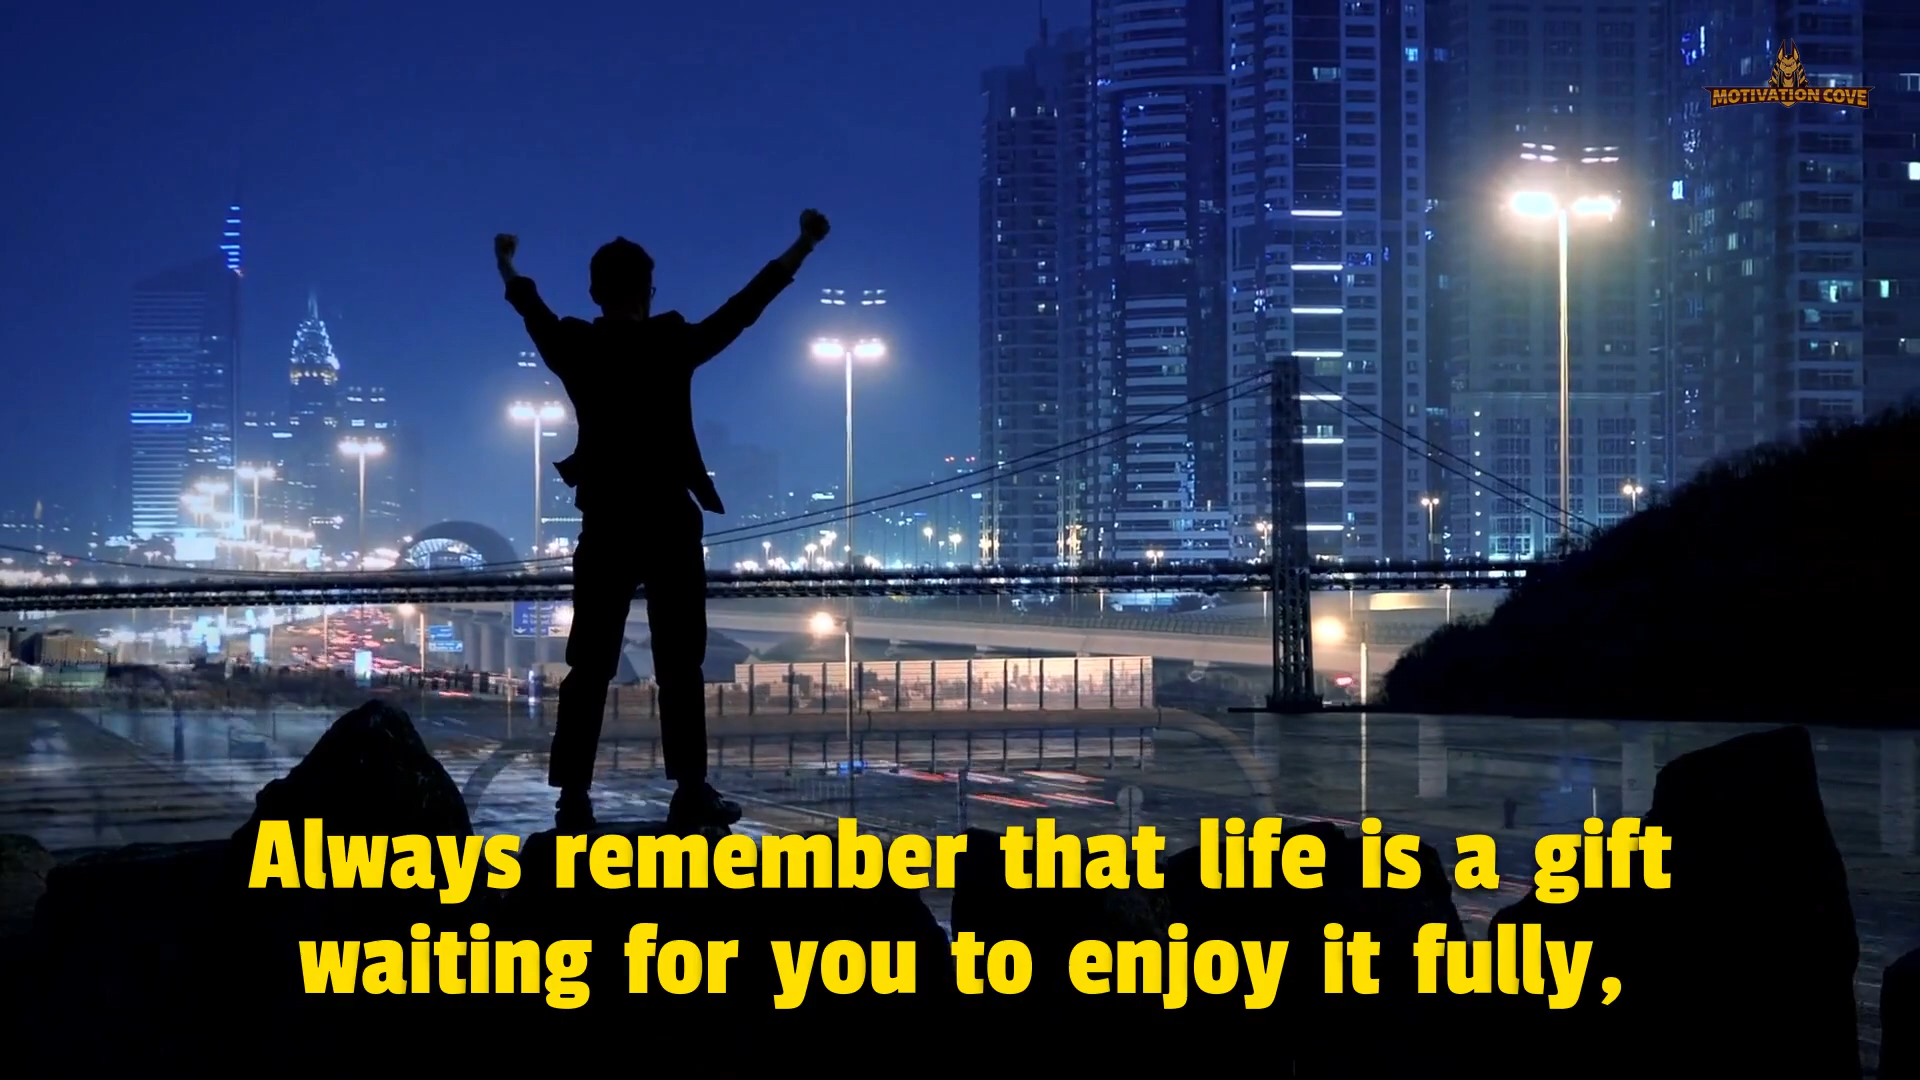 MOTIVATION COVE
Always remember that life is a gift
waiting for you to enjoy it fully,